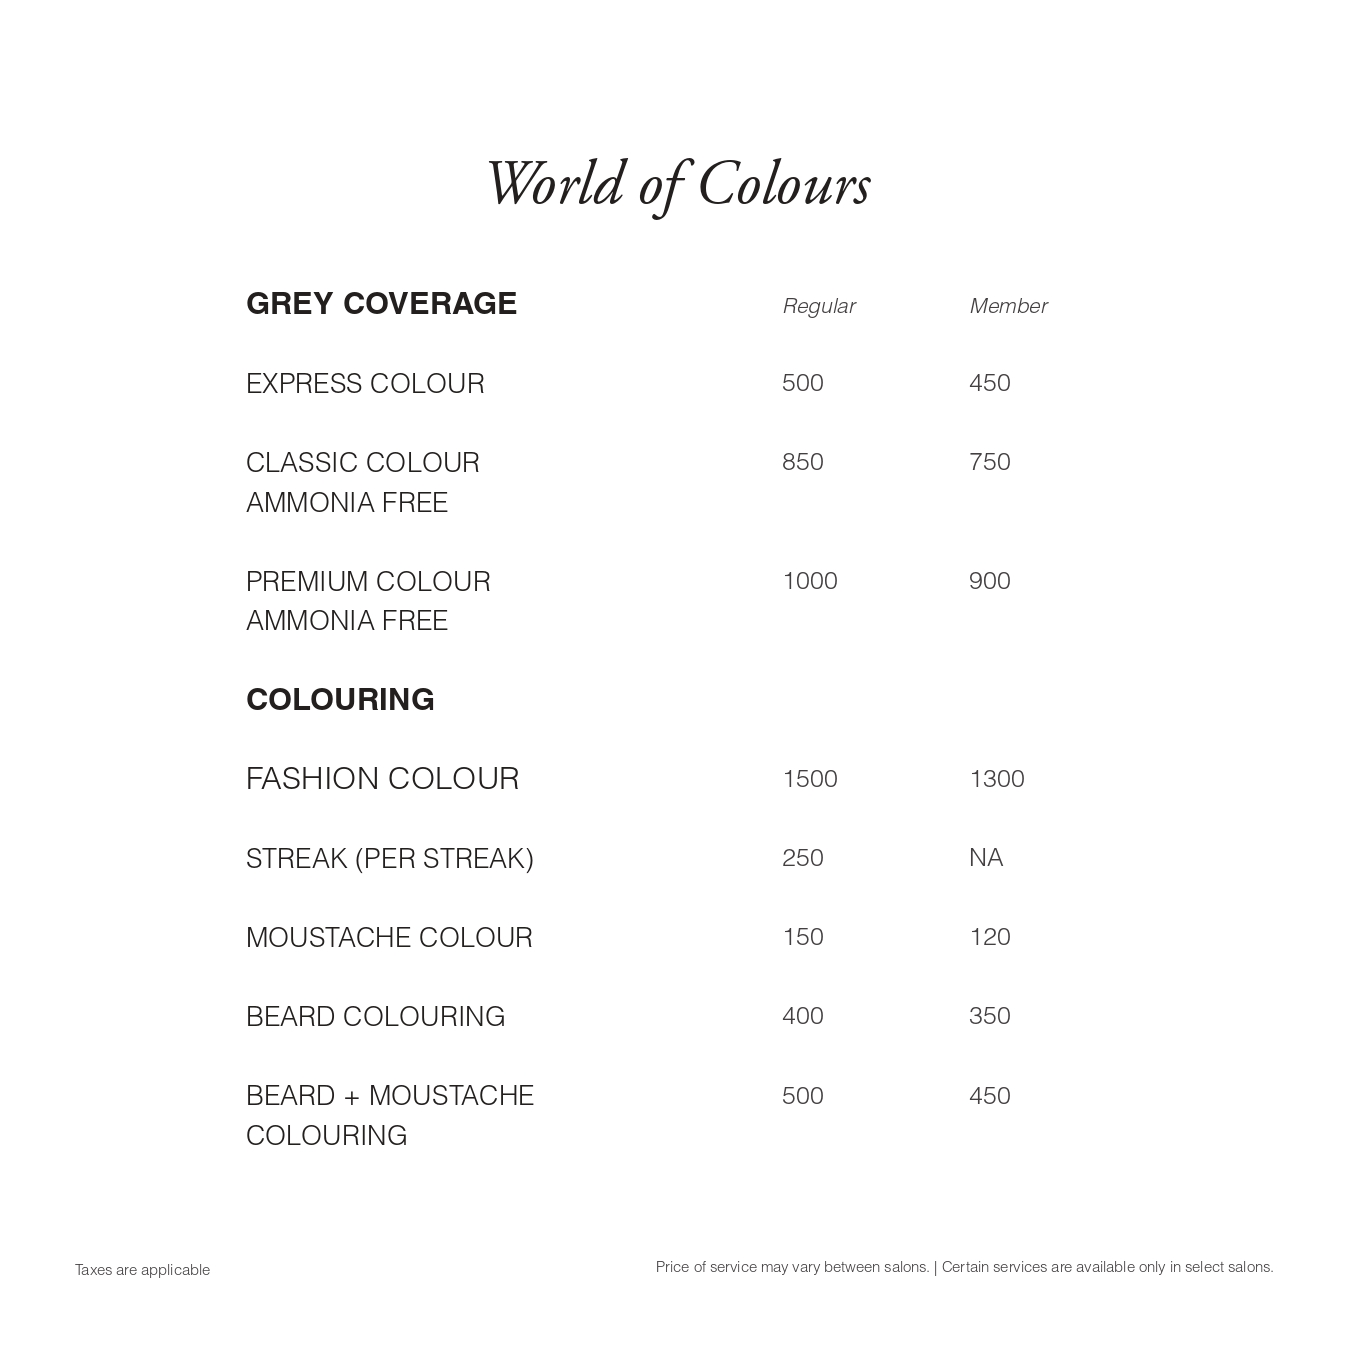 World of Colours
GREY COVERAGE Regular Member
EXPRESS COLOUR 500 450
CLASSIC COLOUR 850 750
AMMONIA FREE
PREMIUM COLOUR 1000 900
AMMONIA FREE
COLOURING
FASHION COLOUR 1500 1300
STREAK (PER STREAK) 250 NA
MOUSTACHE COLOUR 150 120
BEARD COLOURING 400 350
BEARD + MOUSTACHE 500 450
COLOURING
Taxes are applicable
Price of service may vary between salons. | Certain services are available only in select salons.